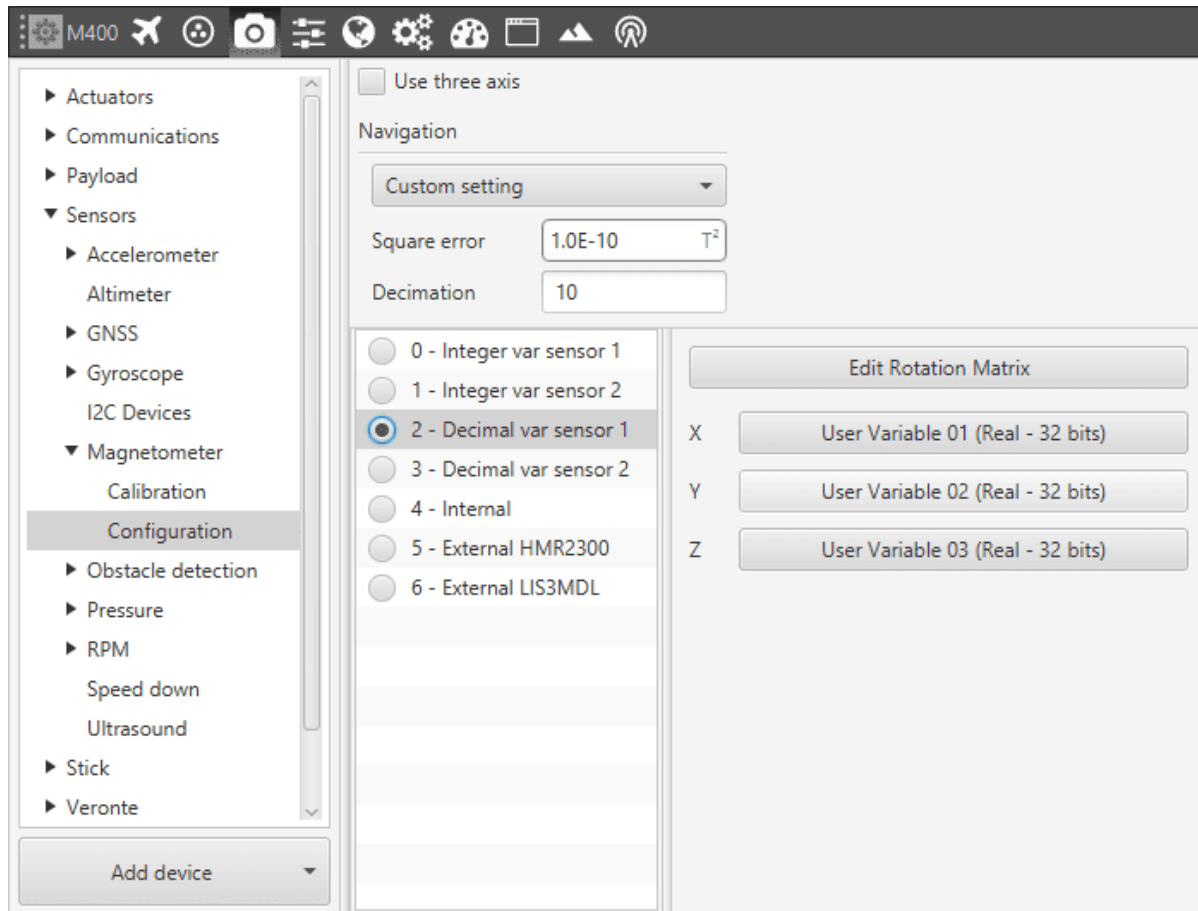 M400
Actuators
Communications
Payload
Sensors
Accelerometer
Altimeter
GNSS
Gyroscope
I2C Devices
Magnetometer
Calibration
Configuration
Obstacle detection
Pressure
RPM
Speed down
Ultrasound
Stick
Veronte
Add device
Use three axis
Navigation
Custom setting
Square error 1.0E-10 T²
Decimation 10
0 - Integer var sensor 1
1 - Integer var sensor 2
2 - Decimal var sensor 1
3 - Decimal var sensor 2
4 - Internal
5 - External HMR2300
6 - External LIS3MDL
Edit Rotation Matrix
X User Variable 01 (Real - 32 bits)
Y User Variable 02 (Real - 32 bits)
Z User Variable 03 (Real - 32 bits)